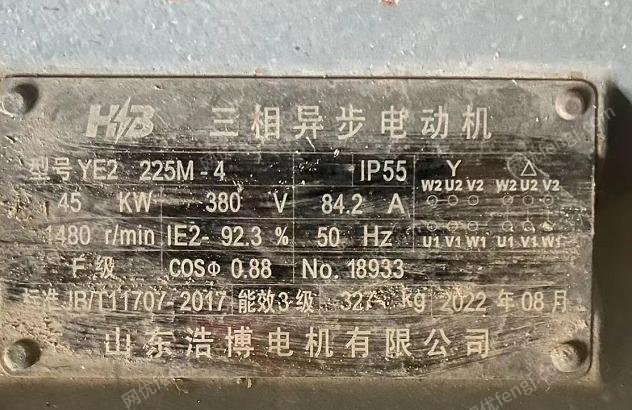 HB 三相异步电动机
型号 YE2 225M-4 IP55 Y △
W2 U2 V2 W2 U2 V2
45 KW 380 V 84.2 A
1480 r/min IE2-92.3 % 50 Hz U1 V1 W1 U1 V1 W1
F 级 COSΦ 0.88 No. 18933
标准 JB/T11707-2017 能效3级 327 kg 2022 年 08 月
山东浩博电机有限公司